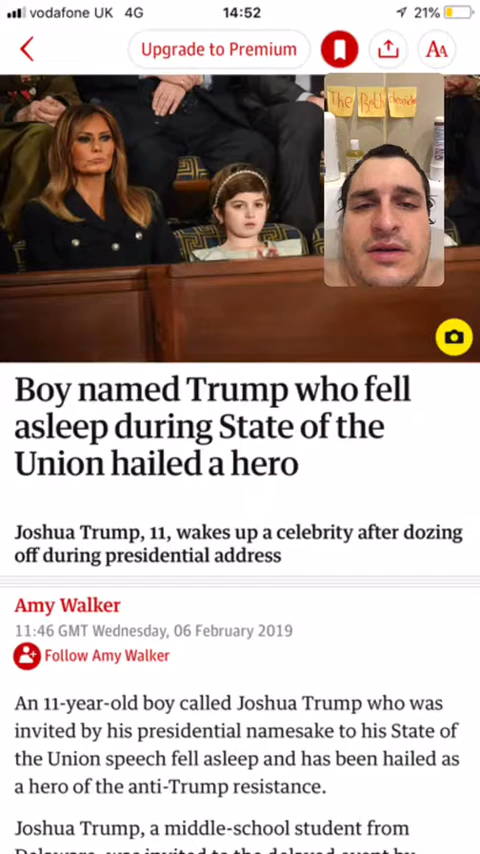 vodafone UK 4G 14:52 21%
Upgrade to Premium AA
The Bath
Boy named Trump who fell
asleep during State of the
Union hailed a hero
Joshua Trump, 11, wakes up a celebrity after dozing
off during presidential address
Amy Walker
11:46 GMT Wednesday, 06 February 2019
Follow Amy Walker
An 11-year-old boy called Joshua Trump who was
invited by his presidential namesake to his State of
the Union speech fell asleep and has been hailed as
a hero of the anti-Trump resistance.
Joshua Trump, a middle-school student from